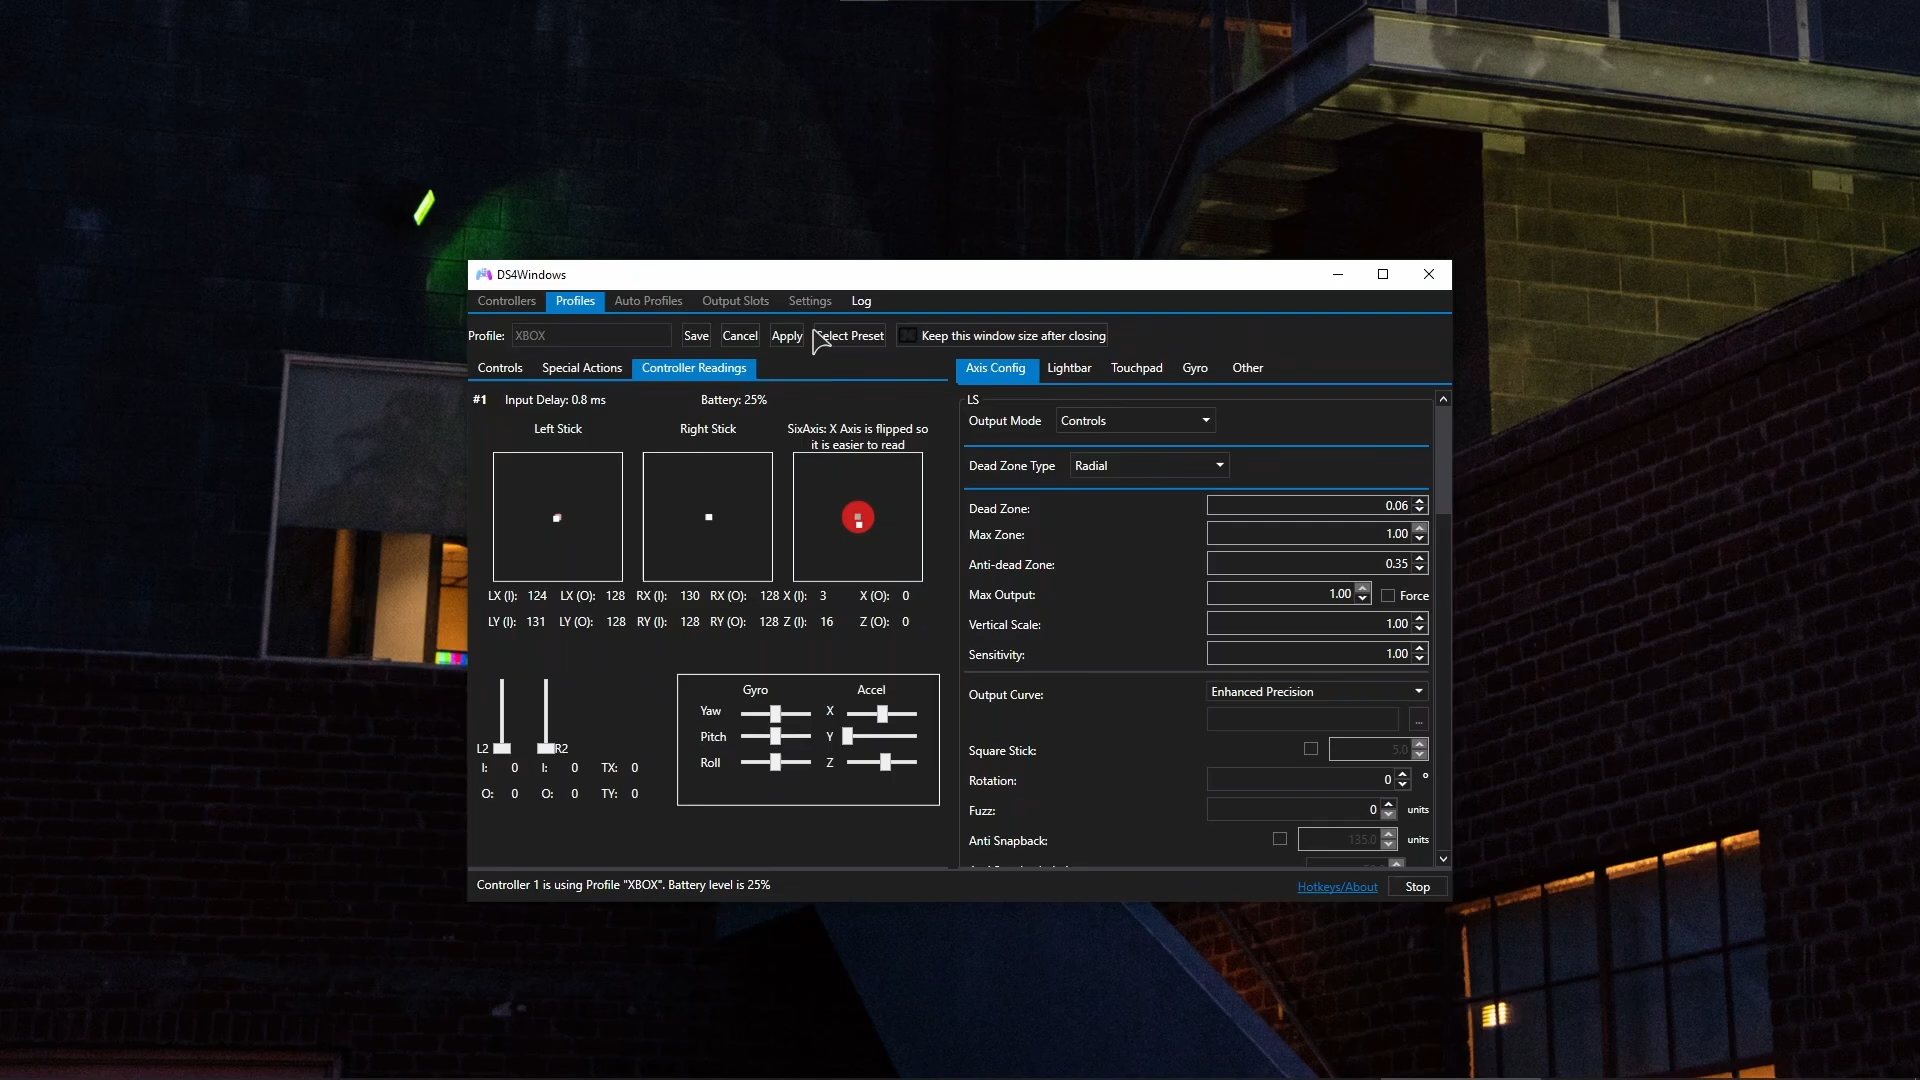 DS4Windows
Controllers Profiles Auto Profiles Output Slots Settings Log
Profile: XBOX Save Cancel Apply Select Preset Keep this window size after closing
Controls Special Actions Controller Readings
Axis Config Lightbar Touchpad Gyro Other
#1 Input Delay: 0.8 ms Battery: 25%
Left Stick Right Stick SixAxis: X Axis is flipped so
it is easier to read
LX (I): 124 LX (O): 128 RX (I): 130 RX (O): 128 X (I): 3 X (O): 0
LY (I): 131 LY (O): 128 RY (I): 128 RY (O): 128 Z (I): 16 Z (O): 0
Gyro Accel
Yaw X
Pitch Y
Roll Z
L2 R2
I: 0 I: 0 TX: 0
O: 0 O: 0 TY: 0
LS
Output Mode Controls
Dead Zone Type Radial
Dead Zone: 0.06
Max Zone: 1.00
Anti-dead Zone: 0.35
Max Output: 1.00 Force
Vertical Scale: 1.00
Sensitivity: 1.00
Output Curve: Enhanced Precision
...
Square Stick: 5.0
Rotation: 0 °
Fuzz: 0 units
Anti Snapback: 135.0 units
Controller 1 is using Profile "XBOX". Battery level is 25%
Hotkeys/About Stop